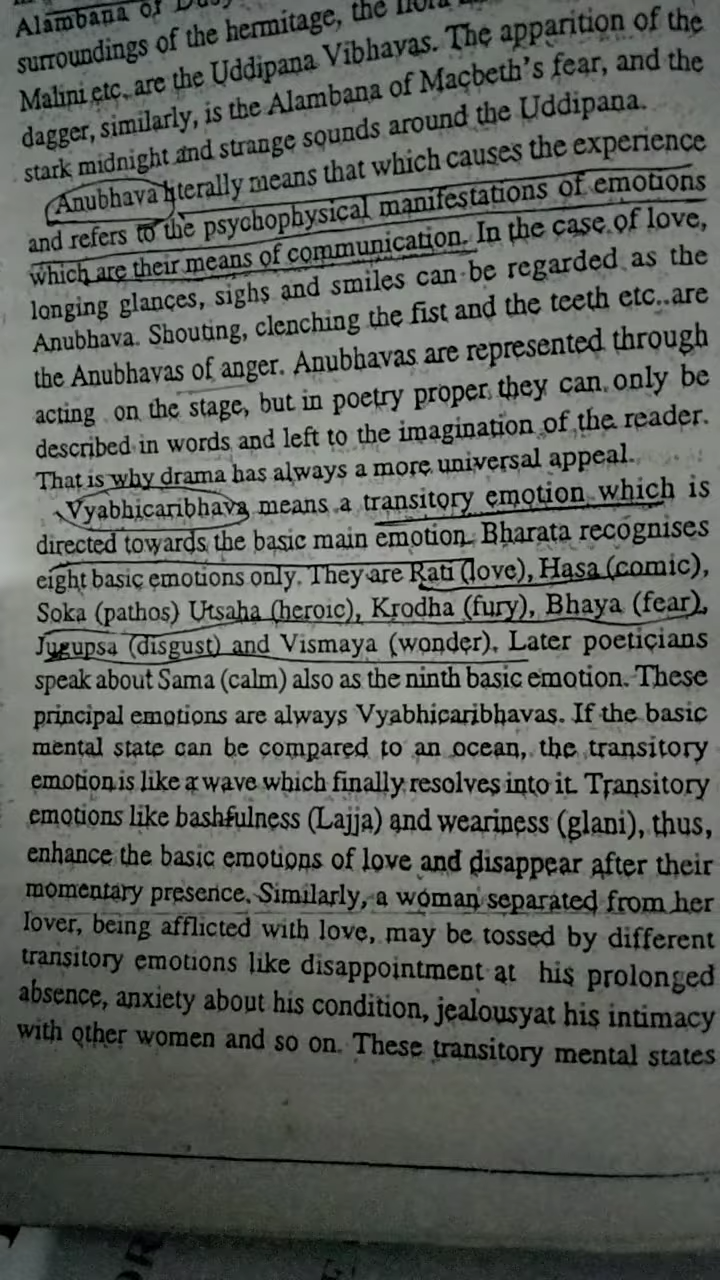 Alambana of
surroundings of the hermitage, the
Malini etc. are the Uddipana Vibhavas. The apparition of the
dagger, similarly, is the Alambana of Macbeth's fear, and the
stark midnight and strange sounds around the Uddipana.
Anubhava literally means that which causes the experience
and refers to the psychophysical manifestations of emotions
which are their means of communication. In the case of love,
longing glances, sighs and smiles can be regarded as the
Anubhava. Shouting, clenching the fist and the teeth etc..are
the Anubhavas of anger. Anubhavas are represented through
acting on the stage, but in poetry proper they can only be
described in words and left to the imagination of the reader.
That is why drama has always a more universal appeal.
Vyabhicaribhava means a transitory emotion which is
directed towards the basic main emotion. Bharata recognises
eight basic emotions only. They are Rati (love), Hasa (comic),
Soka (pathos) Utsaha (heroic), Krodha (fury), Bhaya (fear),
Jugupsa (disgust) and Vismaya (wonder). Later poeticians
speak about Sama (calm) also as the ninth basic emotion. These
principal emotions are always Vyabhicaribhavas. If the basic
mental state can be compared to an ocean, the transitory
emotion is like a wave which finally resolves into it. Transitory
emotions like bashfulness (Lajja) and weariness (glani), thus,
enhance the basic emotions of love and disappear after their
momentary presence. Similarly, a woman separated from her
lover, being afflicted with love, may be tossed by different
transitory emotions like disappointment at his prolonged
absence, anxiety about his condition, jealousyat his intimacy
with other women and so on. These transitory mental states